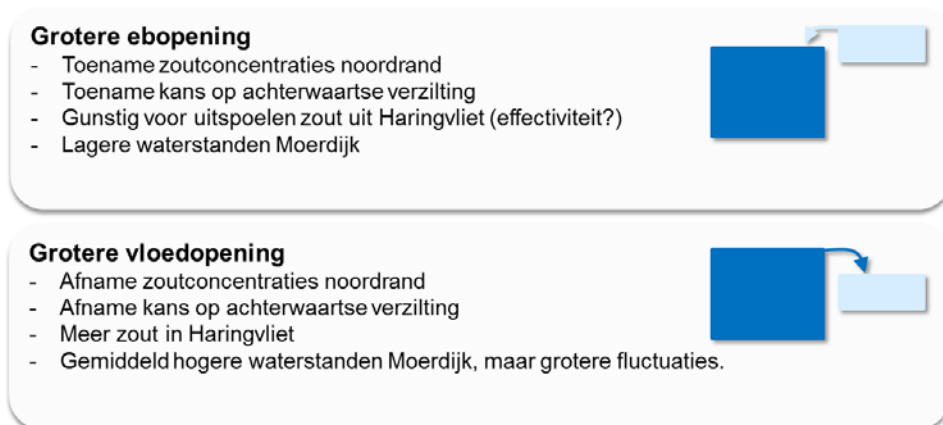 Grotere ebopening
- Toename zoutconcentraties noordrand
- Toename kans op achterwaartse verzilting
- Gunstig voor uitspoelen zout uit Haringvliet (effectiviteit?)
- Lagere waterstanden Moerdijk
Grotere vloedopening
- Afname zoutconcentraties noordrand
- Afname kans op achterwaartse verzilting
- Meer zout in Haringvliet
- Gemiddeld hogere waterstanden Moerdijk, maar grotere fluctuaties.